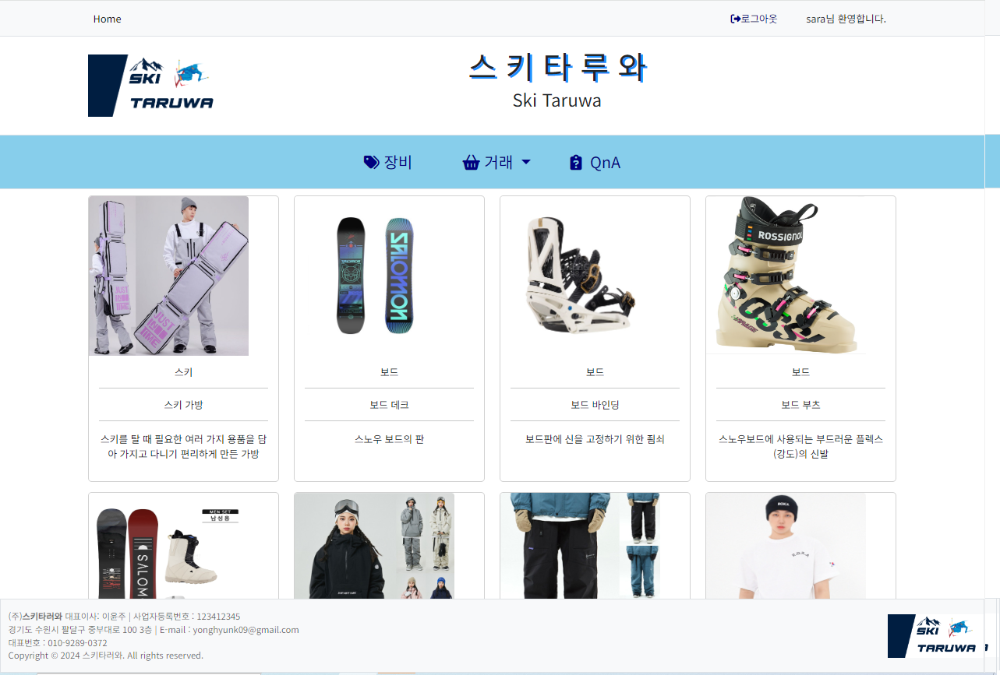 Home
로그아웃
sara님 환영합니다.
SKI
TARUWA
스 키 타 루 와
Ski Taruwa
장비
거래
QnA
JUST
IN
TIME
JUST
IN
TIME
SALOMON
SALOMON
ROSSIGNOL
스키
보드
보드
보드
스키 가방
보드 데크
보드 바인딩
보드 부츠
스키를 탈 때 필요한 여러 가지 용품을 담
아 가지고 다니기 편리하게 만든 가방
스노우 보드의 판
보드판에 신을 고정하기 위한 죔쇠
스노우보드에 사용되는 부드러운 플렉스
(강도)의 신발
MEN SET
남성용
SALOM
ROKA
(주)스키타러와 대표이사: 이윤주 | 사업자등록번호 : 123412345
경기도 수원시 팔달구 중부대로 100 3층 | E-mail : yonghyunk09@gmail.com
대표번호 : 010-9289-0372
Copyright © 2024 스키타러와. All rights reserved.
SKI
TARUWA